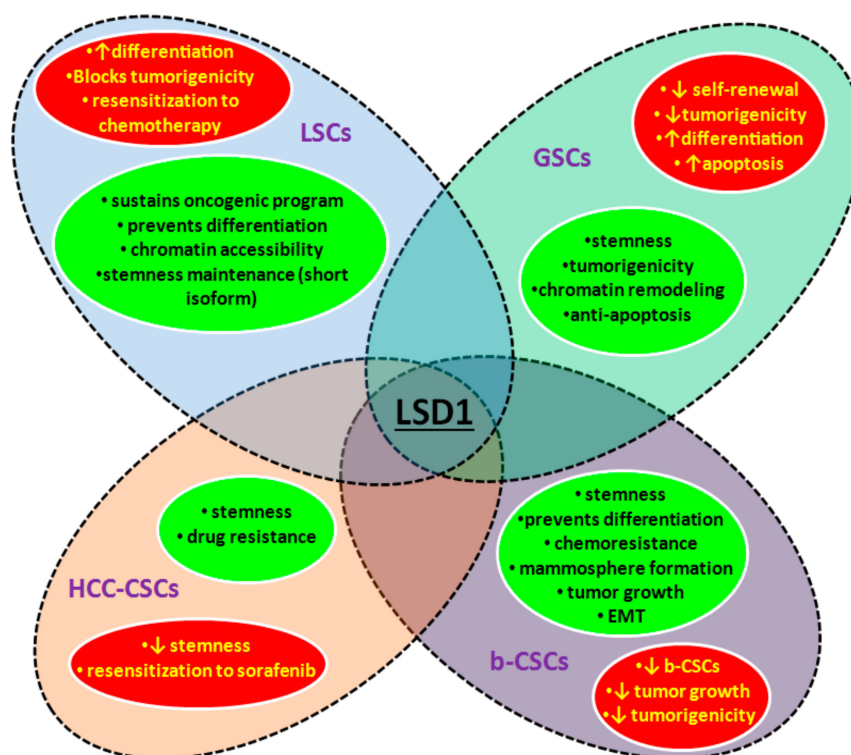 •↑differentiation
•Blocks tumorigenicity
• resensitization to
chemotherapy
LSCs
• sustains oncogenic program
• prevents differentiation
• chromatin accessibility
•stemness maintenance (short
isoform)
•↓ self-renewal
•↓tumorigenicity
•↑differentiation
•↑apoptosis
GSCs
•stemness
•tumorigenicity
•chromatin remodeling
•anti-apoptosis
LSD1
• stemness
• drug resistance
HCC-CSCs
•↓ stemness
• resensitization to sorafenib
• stemness
•prevents differentiation
• chemoresistance
• mammosphere formation
• tumor growth
• EMT
b-CSCs
•↓ b-CSCs
•↓ tumor growth
•↓ tumorigenicity